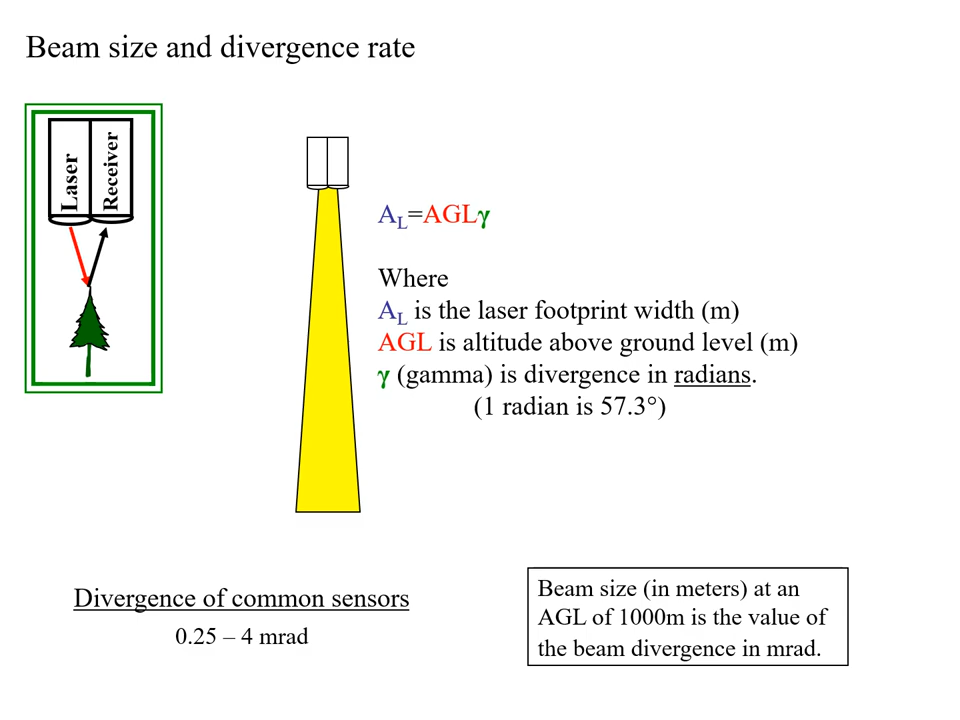 Beam size and divergence rate
Laser
Receiver
A_L=AGLγ
Where
A_L is the laser footprint width (m)
AGL is altitude above ground level (m)
γ (gamma) is divergence in radians.
(1 radian is 57.3°)
Divergence of common sensors
0.25 – 4 mrad
Beam size (in meters) at an
AGL of 1000m is the value of
the beam divergence in mrad.